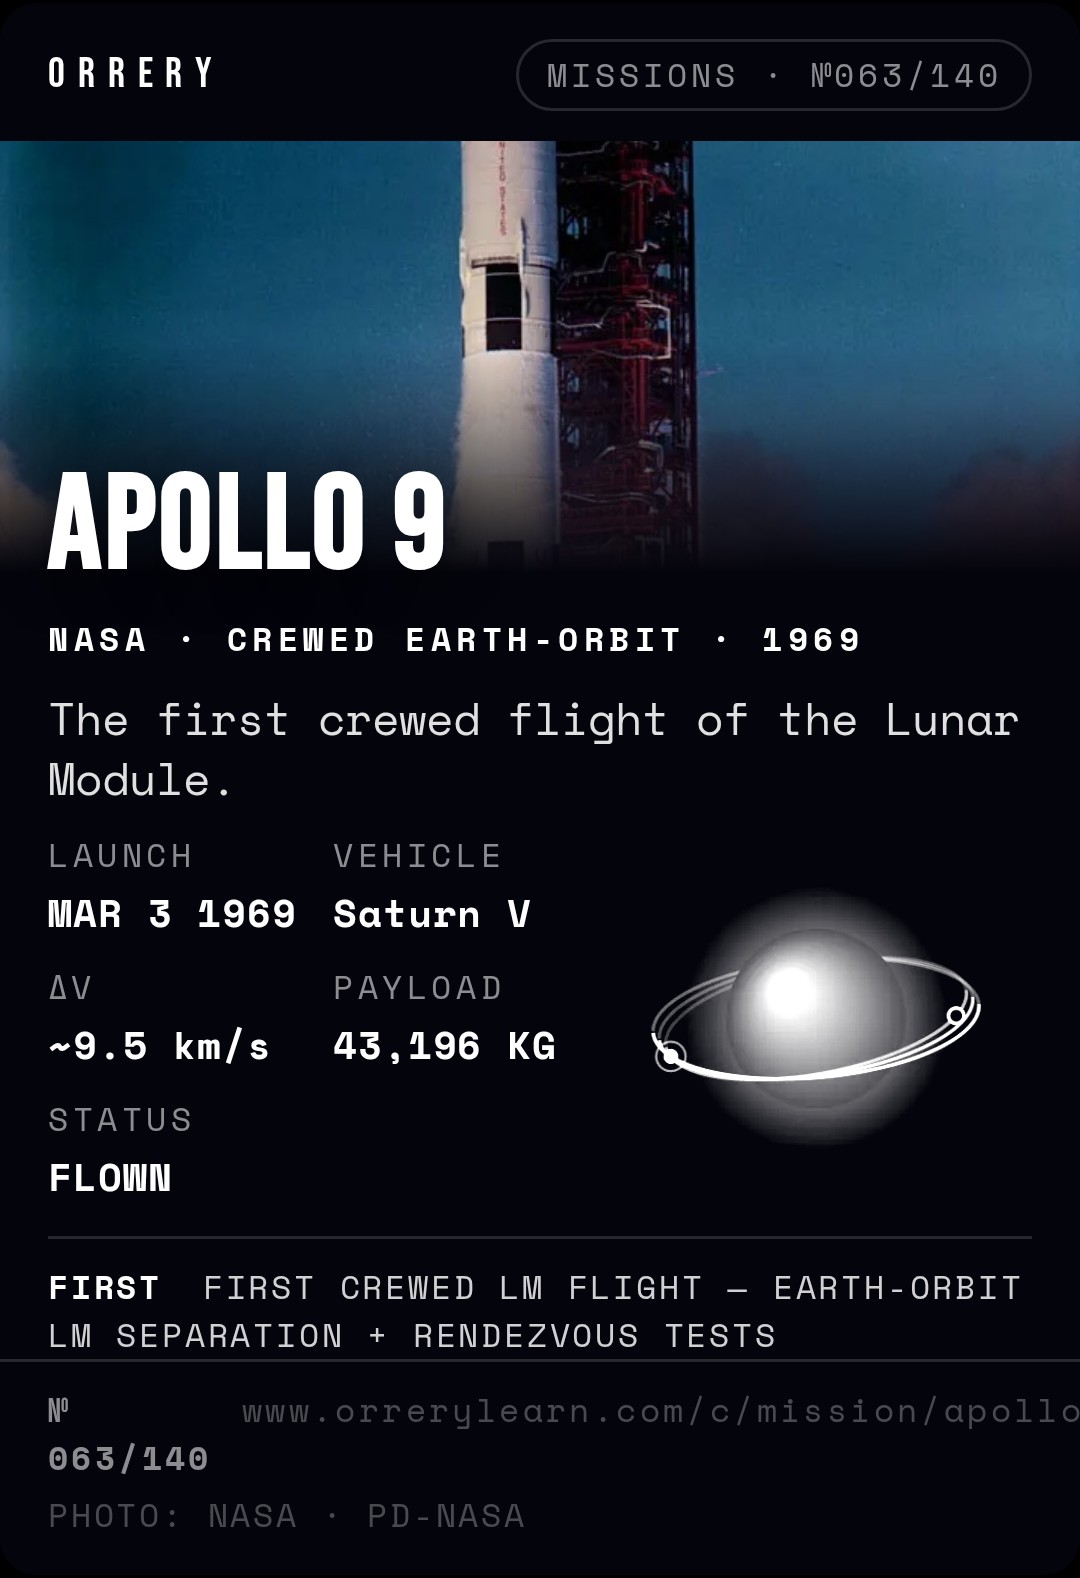 ORRERY
MISSIONS · №063/140
UNITED STATES
APOLLO 9
NASA · CREWED EARTH-ORBIT · 1969
The first crewed flight of the Lunar
Module.
LAUNCH VEHICLE
MAR 3 1969 Saturn V
ΔV PAYLOAD
~9.5 km/s 43,196 KG
STATUS
FLOWN
FIRST FIRST CREWED LM FLIGHT — EARTH-ORBIT
LM SEPARATION + RENDEZVOUS TESTS
№ www.orrerylearn.com/c/mission/apollo
063/140
PHOTO: NASA · PD-NASA